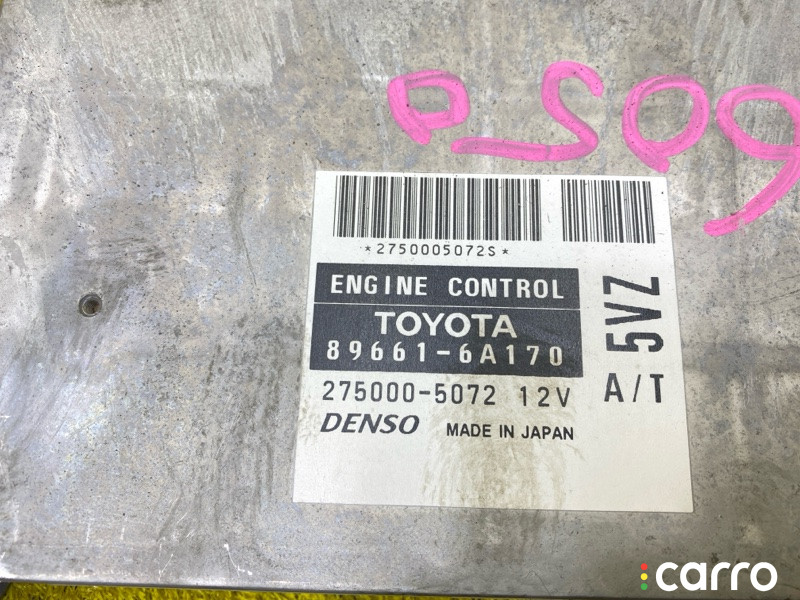 *2750005072S*
ENGINE CONTROL
TOYOTA
89661-6A170
275000-5072 12V
DENSO MADE IN JAPAN
5VZ
A/T
carro